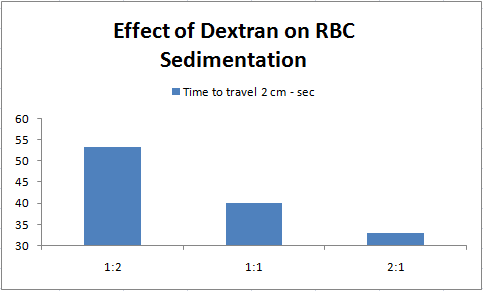 Effect of Dextran on RBC
Sedimentation
Time to travel 2 cm - sec
60
55
50
45
40
35
30
1:2 1:1 2:1